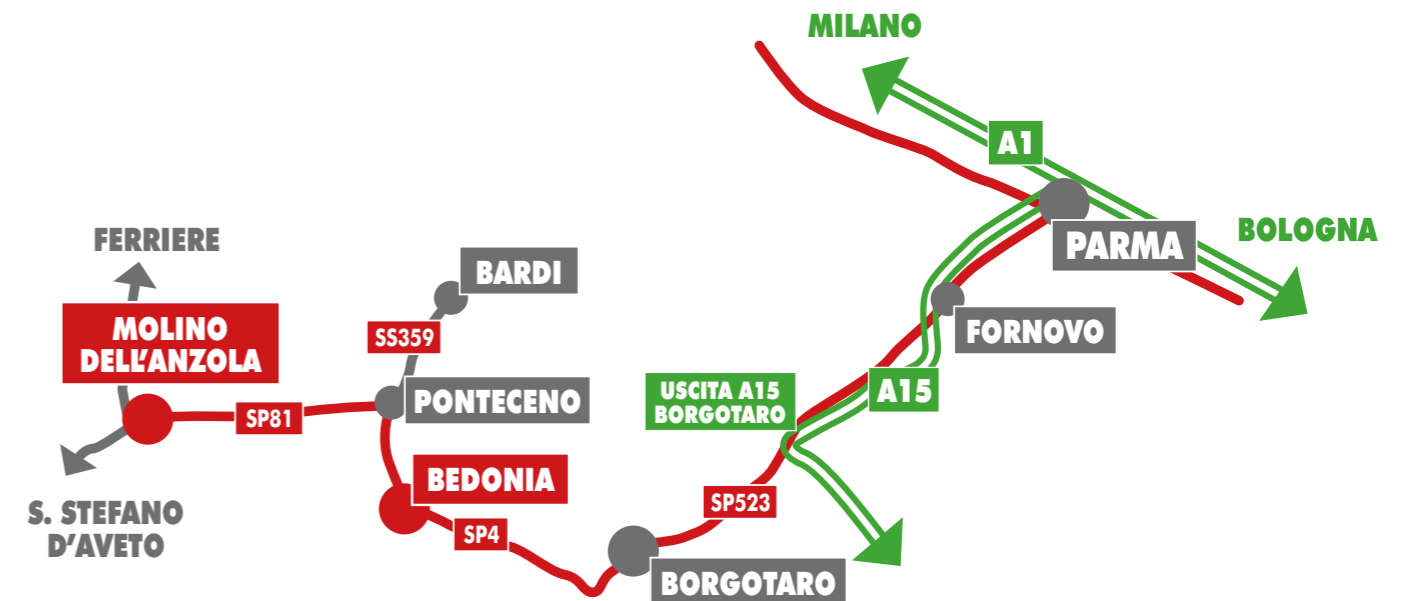 MILANO
A1
BOLOGNA
PARMA
FERRIERE
BARDI
MOLINO
DELL'ANZOLA
SS359
FORNOVO
USCITA A15
BORGOTARO
A15
PONTECENO
SP81
BEDONIA
SP523
S. STEFANO
D'AVETO
SP4
BORGOTARO